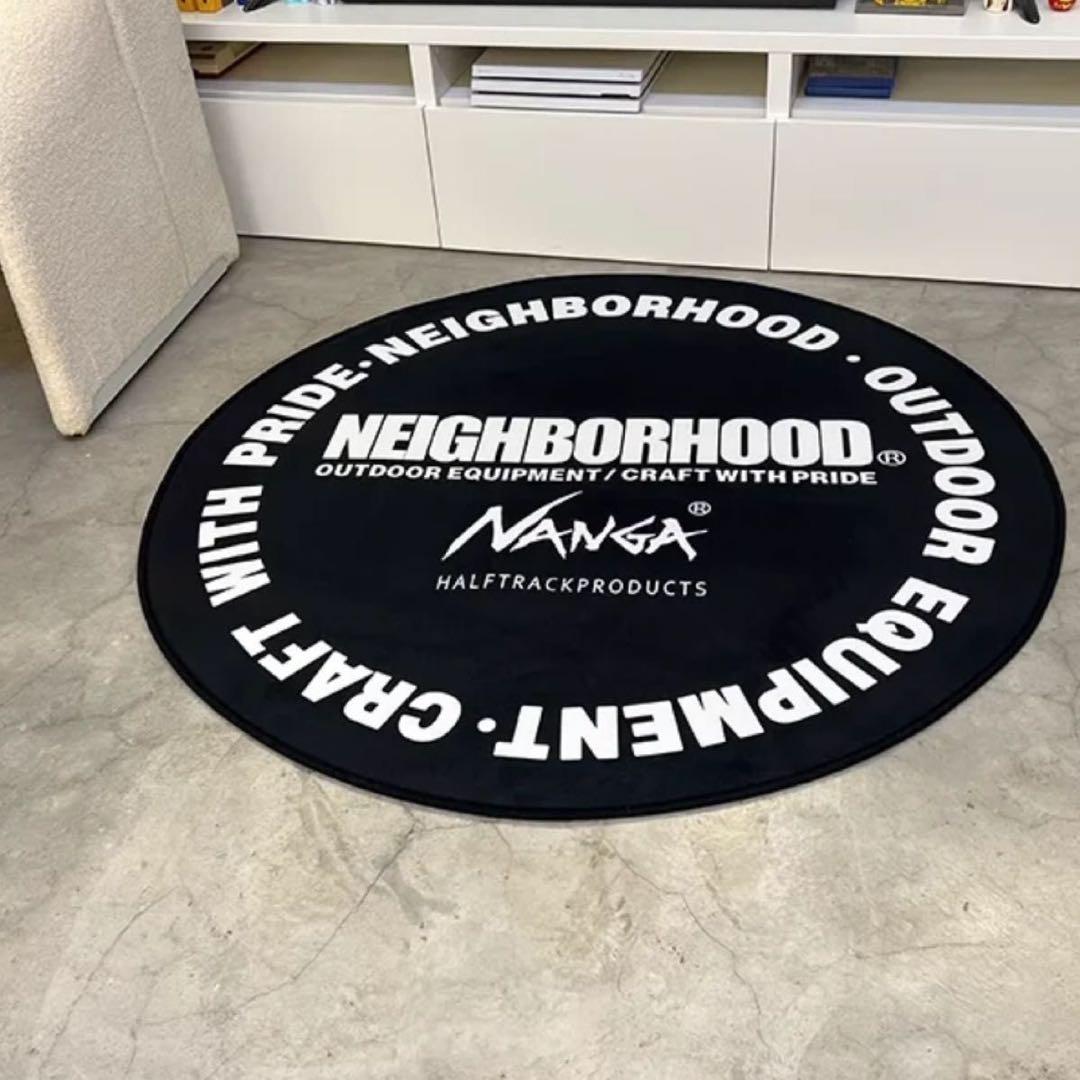 NEIGHBORHOOD · OUTDOOR EQUIPMENT · CRAFT WITH PRIDE ·
NEIGHBORHOOD®
OUTDOOR EQUIPMENT / CRAFT WITH PRIDE
NANGA®
HALFTRACKPRODUCTS